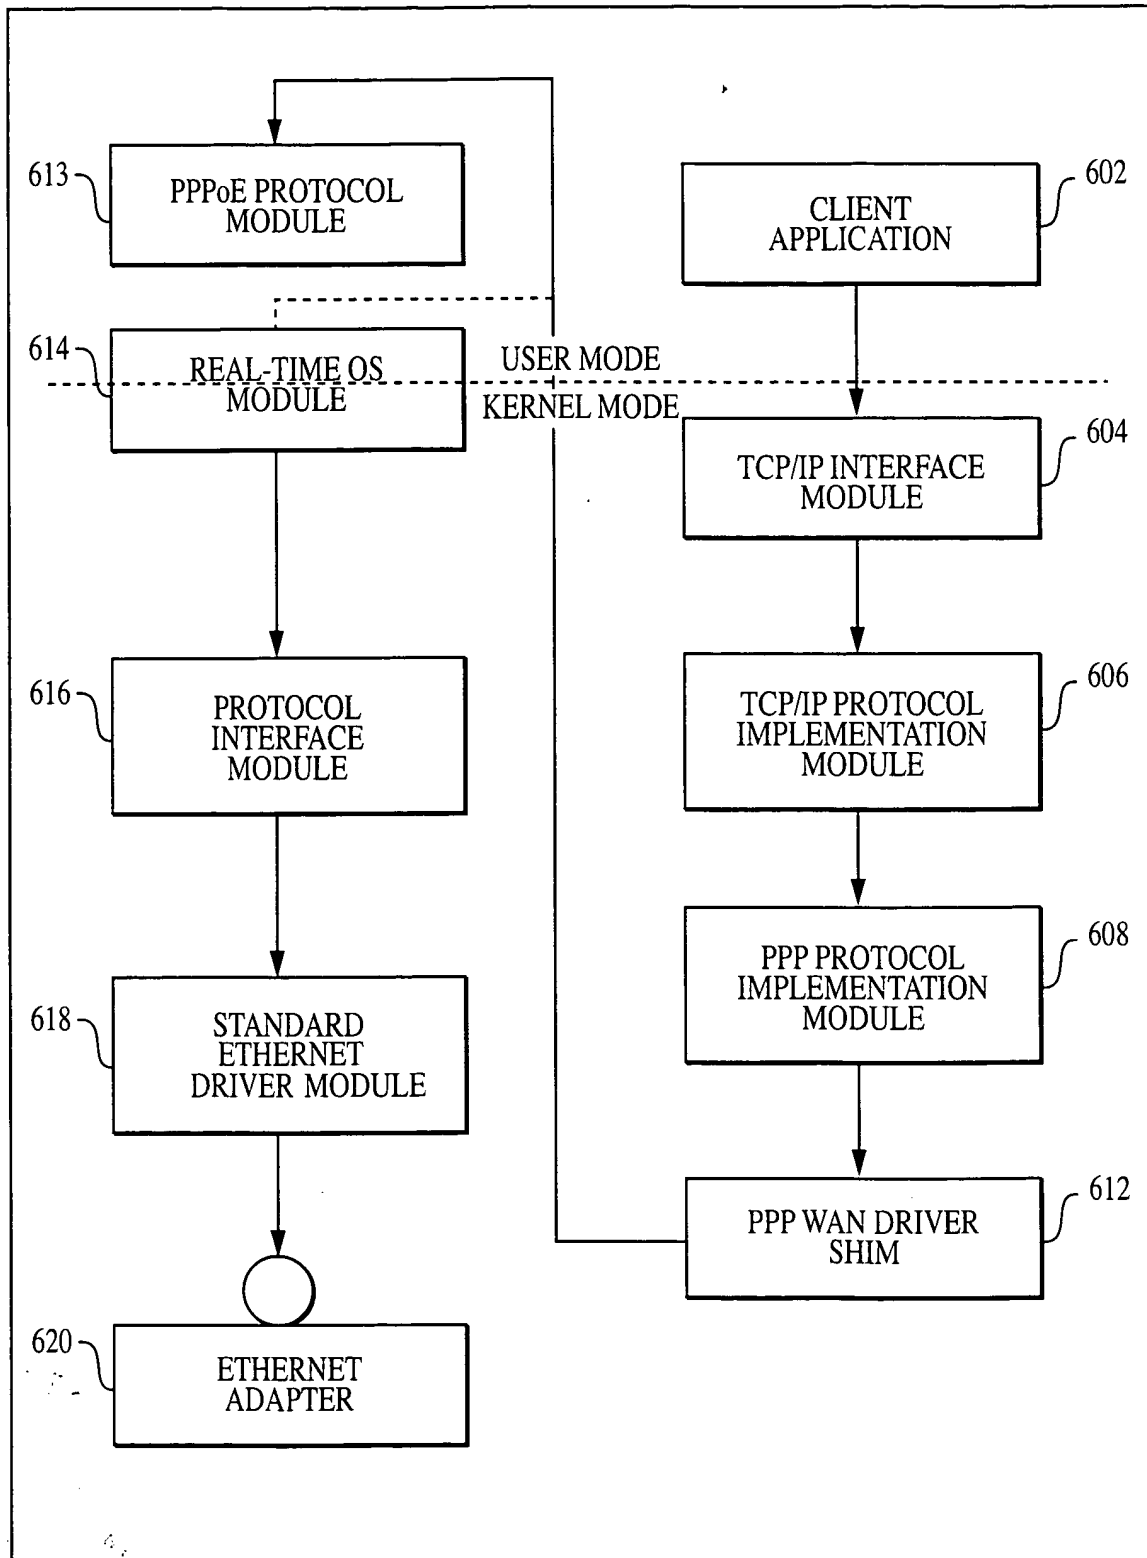 613
PPPoE PROTOCOL
MODULE
602
CLIENT
APPLICATION
614
REAL-TIME OS
MODULE
USER MODE
KERNEL MODE
604
TCP/IP INTERFACE
MODULE
616
PROTOCOL
INTERFACE
MODULE
606
TCP/IP PROTOCOL
IMPLEMENTATION
MODULE
608
PPP PROTOCOL
IMPLEMENTATION
MODULE
618
STANDARD
ETHERNET
DRIVER MODULE
612
PPP WAN DRIVER
SHIM
620
ETHERNET
ADAPTER